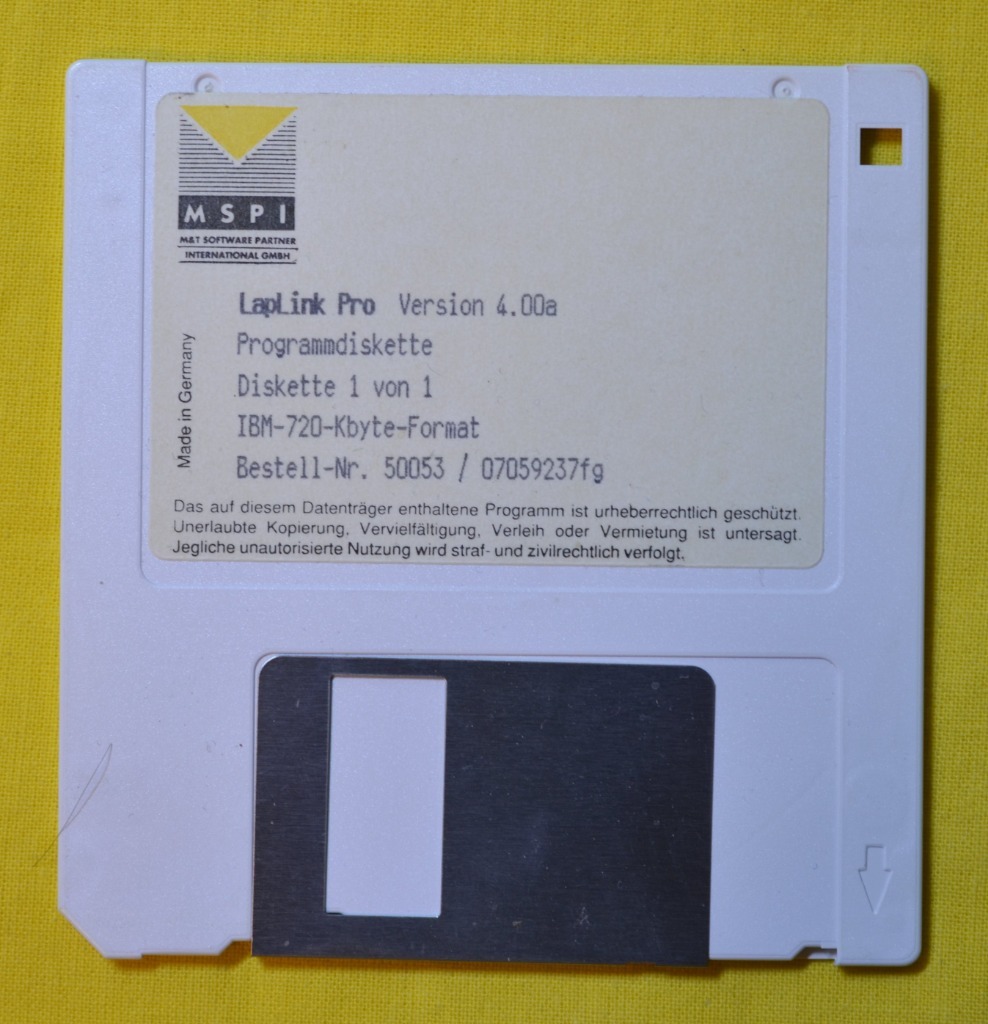 MSPI
M&T SOFTWARE PARTNER
INTERNATIONAL GMBH
LapLink Pro Version 4.00a
Programmdiskette
Diskette 1 von 1
IBM-720-Kbyte-Format
Bestell-Nr. 50053 / 07059237fg
Made in Germany
Das auf diesem Datenträger enthaltene Programm ist urheberrechtlich geschützt.
Unerlaubte Kopierung, Vervielfältigung, Verleih oder Vermietung ist untersagt.
Jegliche unautorisierte Nutzung wird straf- und zivilrechtlich verfolgt.